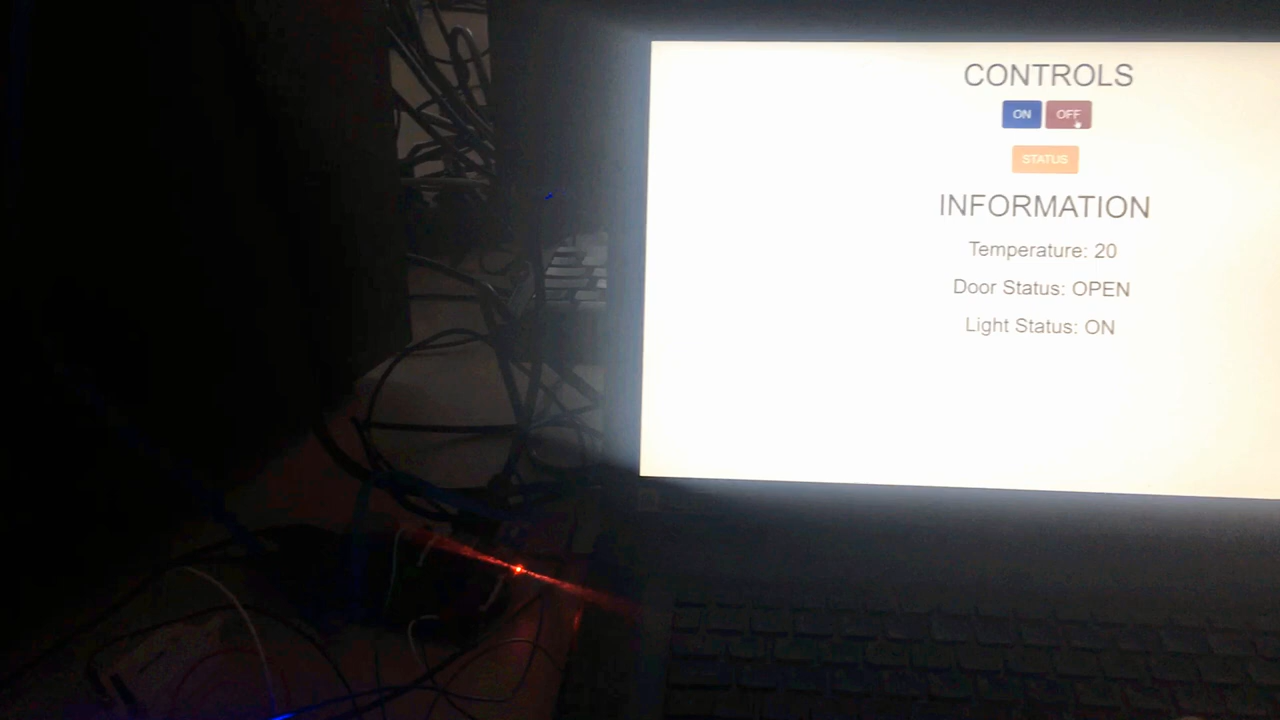 CONTROLS
ON OFF
STATUS
INFORMATION
Temperature: 20
Door Status: OPEN
Light Status: ON